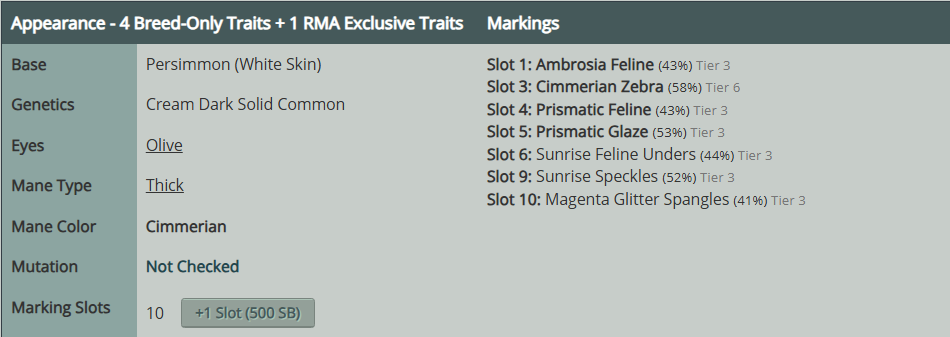 Appearance - 4 Breed-Only Traits + 1 RMA Exclusive Traits
Base Persimmon (White Skin)
Genetics Cream Dark Solid Common
Eyes Olive
Mane Type Thick
Mane Color Cimmerian
Mutation Not Checked
Marking Slots 10 +1 Slot (500 SB)
Markings
Slot 1: Ambrosia Feline (43%) Tier 3
Slot 3: Cimmerian Zebra (58%) Tier 6
Slot 4: Prismatic Feline (43%) Tier 3
Slot 5: Prismatic Glaze (53%) Tier 3
Slot 6: Sunrise Feline Unders (44%) Tier 3
Slot 9: Sunrise Speckles (52%) Tier 3
Slot 10: Magenta Glitter Spangles (41%) Tier 3